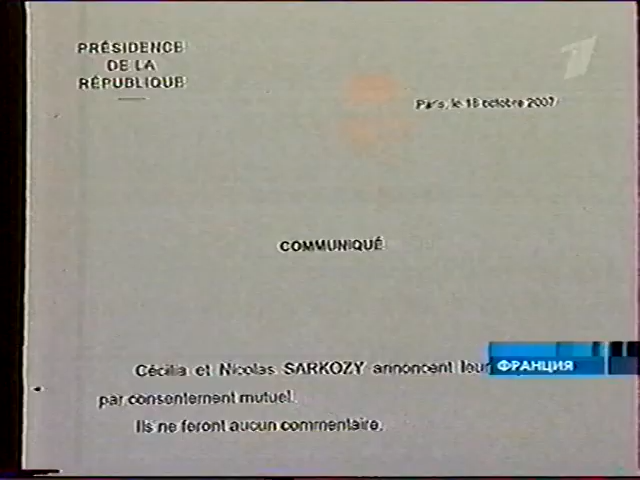 PRÉSIDENCE
DE LA
RÉPUBLIQUE
1
Paris, le 18 octobre 2007
COMMUNIQUÉ
Cécilia et Nicolas SARKOZY annoncent leur
ФРАНЦИЯ
par consentement mutuel.
Ils ne feront aucun commentaire.